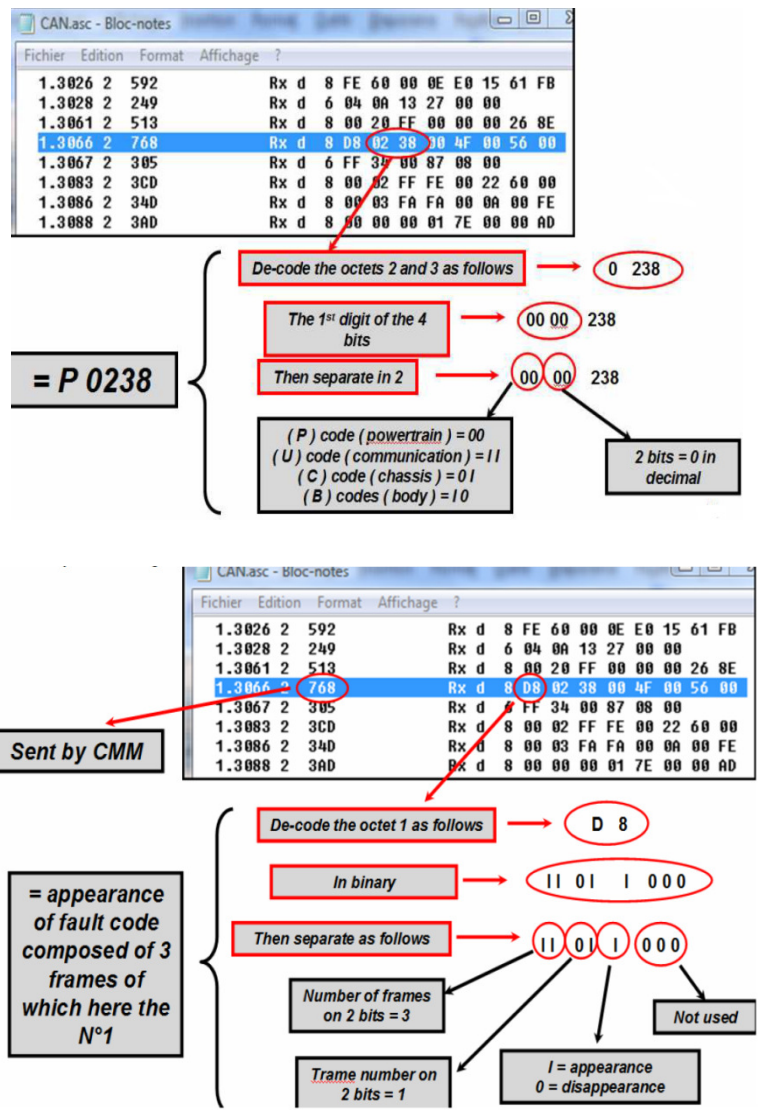 CAN.asc - Bloc-notes
Fichier Edition Format Affichage ?
1.3026 2 592 Rx d 8 FE 60 00 0E E0 15 61 FB
1.3028 2 249 Rx d 6 04 0A 13 27 00 00
1.3061 2 513 Rx d 8 00 20 FF 00 00 00 26 8E
1.3066 2 768 Rx d 8 D8 02 38 00 4F 00 56 00
1.3067 2 305 Rx d 6 FF 34 00 87 08 00
1.3083 2 3CD Rx d 8 00 02 FF FE 00 22 60 00
1.3086 2 34D Rx d 8 00 03 FA FA 00 0A 00 FE
1.3088 2 3AD Rx d 8 00 00 00 01 7E 00 00 AD
De-code the octets 2 and 3 as follows
0 238
The 1st digit of the 4
bits
00 00 238
Then separate in 2
00 00 238
= P 0238
( P ) code ( powertrain ) = 00
( U ) code ( communication ) = I I
( C ) code ( chassis ) = 0 I
( B ) codes ( body ) = I 0
2 bits = 0 in
decimal
CAN.asc - Bloc-notes
Fichier Edition Format Affichage ?
1.3026 2 592 Rx d 8 FE 60 00 0E E0 15 61 FB
1.3028 2 249 Rx d 6 04 0A 13 27 00 00
1.3061 2 513 Rx d 8 00 20 FF 00 00 00 26 8E
1.3066 2 768 Rx d 8 D8 02 38 00 4F 00 56 00
1.3067 2 305 Rx d 6 FF 34 00 87 08 00
1.3083 2 3CD Rx d 8 00 02 FF FE 00 22 60 00
1.3086 2 34D Rx d 8 00 03 FA FA 00 0A 00 FE
1.3088 2 3AD Rx d 8 00 00 00 01 7E 00 00 AD
Sent by CMM
De-code the octet 1 as follows
D 8
In binary
I I 0 I I 0 0 0
Then separate as follows
I I 0 I I 0 0 0
= appearance
of fault code
composed of 3
frames of
which here the
N°1
Number of frames
on 2 bits = 3
Not used
Trame number on
2 bits = 1
I = appearance
0 = disappearance